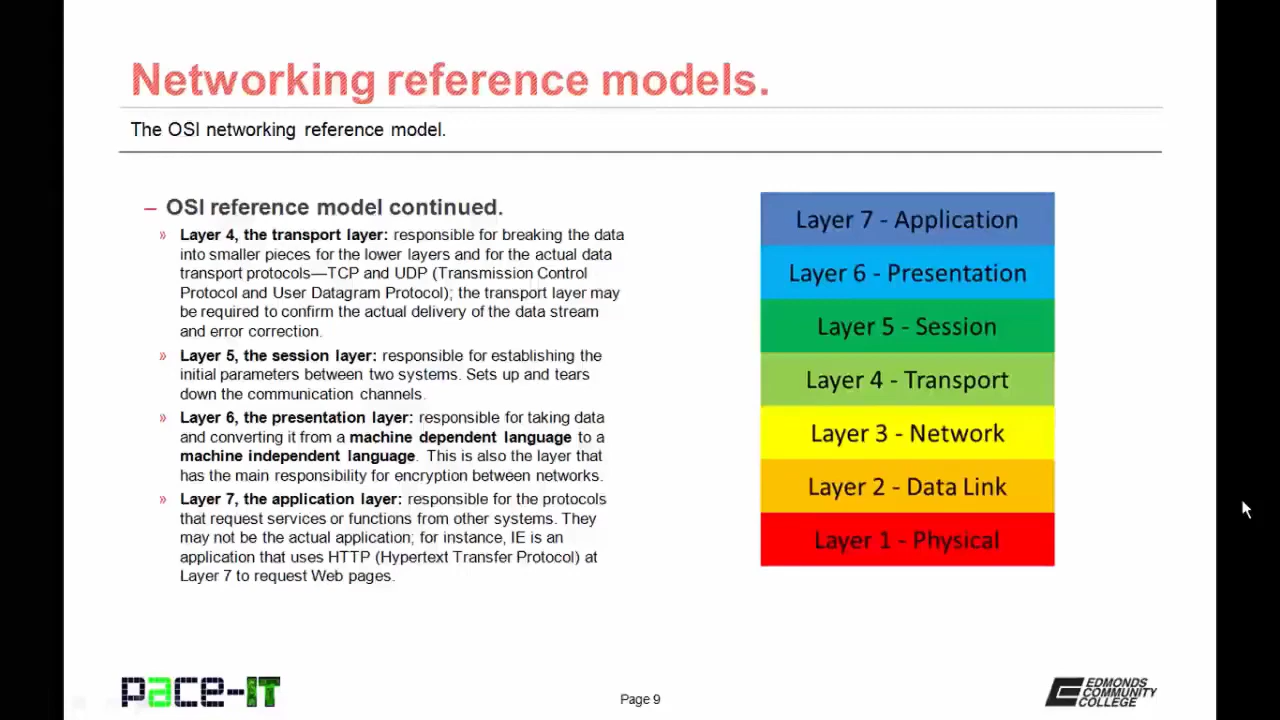 Networking reference models.
The OSI networking reference model.
– OSI reference model continued.
» Layer 4, the transport layer: responsible for breaking the data
into smaller pieces for the lower layers and for the actual data
transport protocols—TCP and UDP (Transmission Control
Protocol and User Datagram Protocol); the transport layer may
be required to confirm the actual delivery of the data stream
and error correction.
» Layer 5, the session layer: responsible for establishing the
initial parameters between two systems. Sets up and tears
down the communication channels.
» Layer 6, the presentation layer: responsible for taking data
and converting it from a machine dependent language to a
machine independent language. This is also the layer that
has the main responsibility for encryption between networks.
» Layer 7, the application layer: responsible for the protocols
that request services or functions from other systems. They
may not be the actual application; for instance, IE is an
application that uses HTTP (Hypertext Transfer Protocol) at
Layer 7 to request Web pages.
Layer 7 - Application
Layer 6 - Presentation
Layer 5 - Session
Layer 4 - Transport
Layer 3 - Network
Layer 2 - Data Link
Layer 1 - Physical
pace-IT
Page 9
EDMONDS
COMMUNITY
COLLEGE